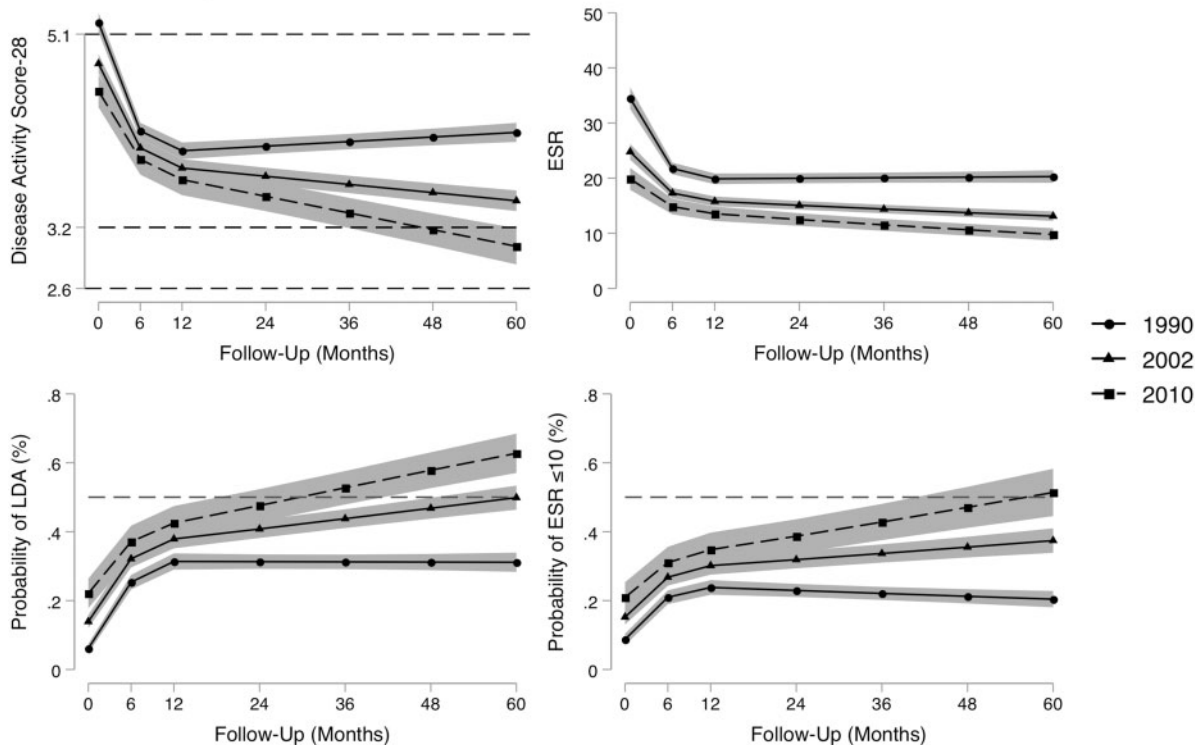 Disease Activity Score-28
5.1
3.2
2.6
0 6 12 24 36 48 60
Follow-Up (Months)
ESR
50
40
30
20
10
0
0 6 12 24 36 48 60
Follow-Up (Months)
1990
2002
2010
Probability of LDA (%)
.8
.6
.4
.2
0
0 6 12 24 36 48 60
Follow-Up (Months)
Probability of ESR ≤10 (%)
.8
.6
.4
.2
0
0 6 12 24 36 48 60
Follow-Up (Months)